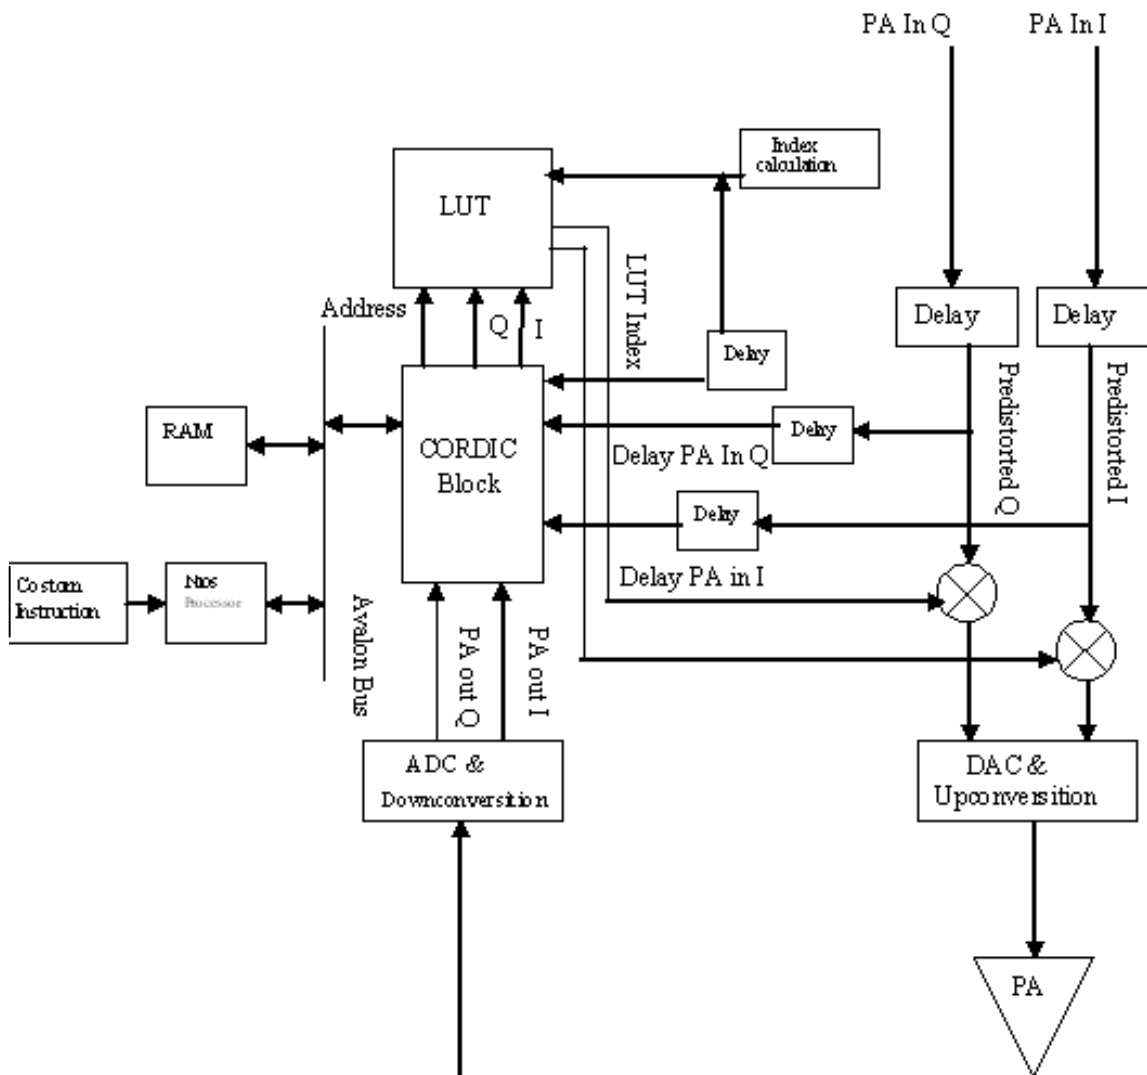 PA In Q
PA In I
Index
calculation
LUT
LUT Index
Address
Q
I
Delay
Delay
Delay
RAM
CORDIC
Block
Delay
Delay PA In Q
Predistorted Q
Predistorted I
Delay
Delay PA in I
Costom
Instruction
Nios
Processor
Avalon Bus
PA out Q
PA out I
ADC &
Downconversition
DAC &
Upconversition
PA